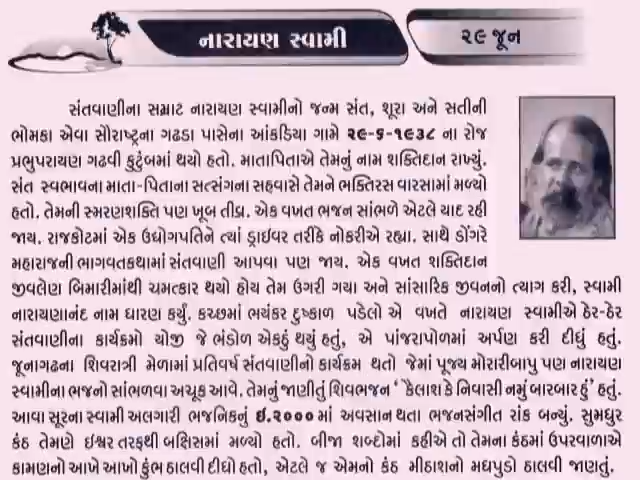 નારાયણ સ્વામી
૨૯ જૂન
સંતવાણીના સમ્રાટ નારાયણ સ્વામીનો જન્મ સંત, શૂરા અને સતીની
ભોમકા એવા સૌરાષ્ટ્રના ગઢડા પાસેના આંકડિયા ગામે ૨૯-૬-૧૯૩૮ ના રોજ
પ્રભુપરાયણ ગઢવી કુટુંબમાં થયો હતો. માતાપિતાએ તેમનું નામ શક્તિદાન રાખ્યું.
સંત સ્વભાવના માતા-પિતાના સત્સંગના સહવાસે તેમને ભક્તિરસ વારસામાં મળ્યો
હતો. તેમની સ્મરણશક્તિ પણ ખૂબ તીવ્ર. એક વખત ભજન સાંભળે એટલે યાદ રહી
જાય. રાજકોટમાં એક ઉદ્યોગપતિને ત્યાં ડ્રાઈવર તરીકે નોકરીએ રહ્યા. સાથે ડોંગરે
મહારાજની ભાગવતકથામાં સંતવાણી આપવા પણ જાય. એક વખત શક્તિદાન
જીવલેણ બિમારીમાંથી ચમત્કાર થયો હોય તેમ ઉગરી ગયા અને સાંસારિક જીવનનો ત્યાગ કરી, સ્વામી
નારાયણાનંદ નામ ધારણ કર્યું. કચ્છમાં ભયંકર દુષ્કાળ પડેલો એ વખતે નારાયણ સ્વામીએ ઠેર-ઠેર
સંતવાણીના કાર્યક્રમો યોજી જે ભંડોળ એકઠું થયું હતું, એ પાંજરાપોળમાં અર્પણ કરી દીધું હતું.
જૂનાગઢના શિવરાત્રી મેળામાં પ્રતિવર્ષ સંતવાણીનો કાર્યક્રમ થતો જેમાં પૂજ્ય મોરારીબાપુ પણ નારાયણ
સ્વામીના ભજનો સાંભળવા અચૂક આવે. તેમનું જાણીતું શિવભજન ‘ ‘કૈલાશ કે નિવાસી નમું બારબાર હું’ હતું.
આવા સૂરના સ્વામી અલગારી ભજનિકનું ઇ.૨૦૦૦ માં અવસાન થતા ભજનસંગીત રાંક બન્યું. સુમધુર
કંઠ તેમણે ઇશ્વર તરફથી બક્ષિસમાં મળ્યો હતો. બીજા શબ્દોમાં કહીએ તો તેમના કંઠમાં ઉપરવાળાએ
કામણનો આખે આખો કુંભ ઠાલવી દીધો હતો, એટલે જ એમનો કંઠ મીઠાશનો મધપુડો ઠાલવી જાણતું.